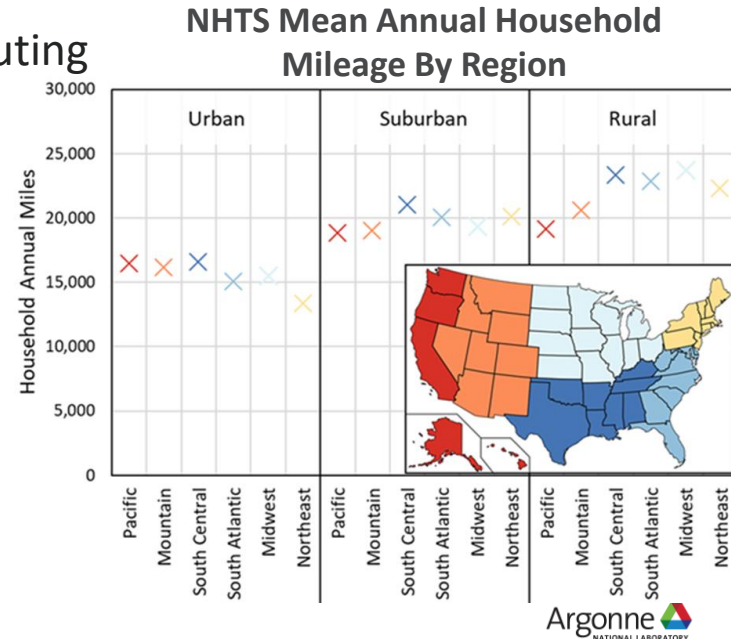 uting
NHTS Mean Annual Household
Mileage By Region
Household Annual Miles
30,000
25,000
20,000
15,000
10,000
5,000
0
Urban
Suburban
Rural
Pacific
Mountain
South Central
South Atlantic
Midwest
Northeast
Pacific
Mountain
South Central
South Atlantic
Midwest
Northeast
Pacific
Mountain
South Central
South Atlantic
Midwest
Northeast
Argonne
NATIONAL LABORATORY